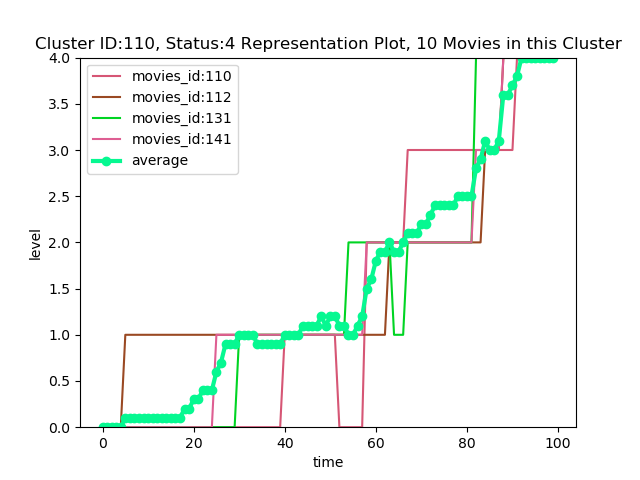 Cluster ID:110, Status:4 Representation Plot, 10 Movies in this Cluster
4.0
3.5
3.0
2.5
2.0
1.5
1.0
0.5
0.0
level
movies_id:110
movies_id:112
movies_id:131
movies_id:141
average
0 20 40 60 80 100
time